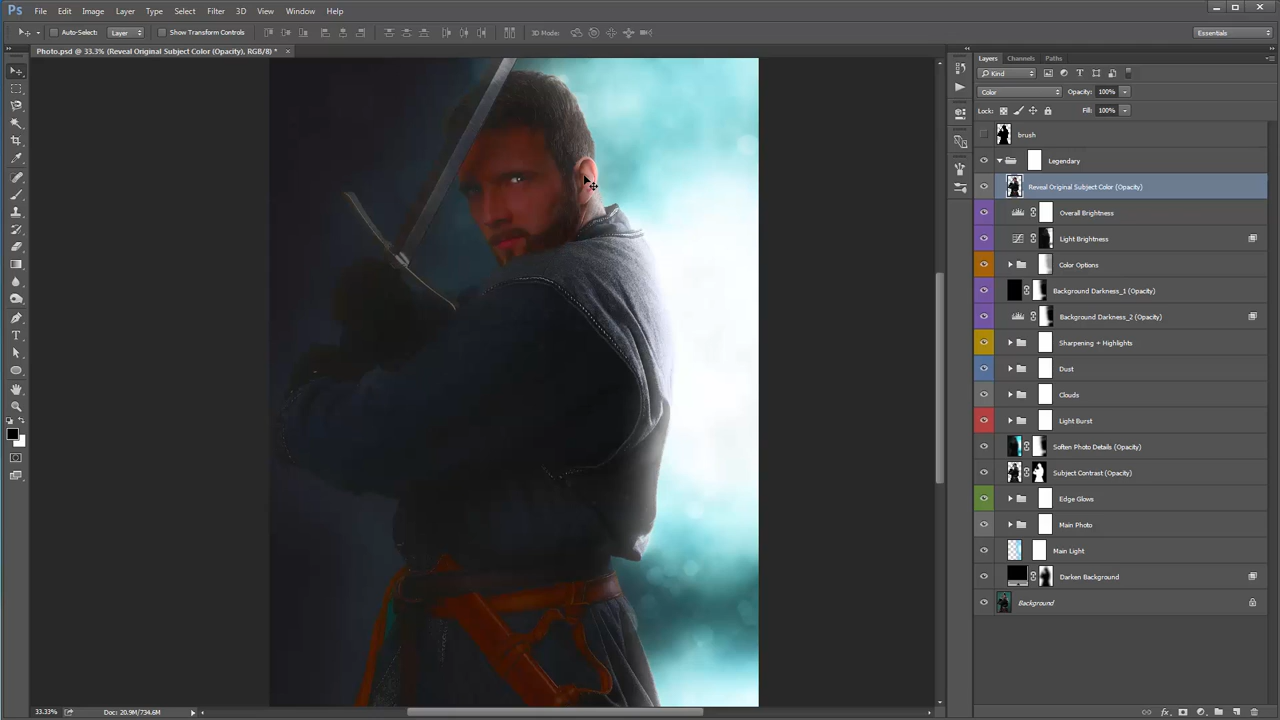 Ps File Edit Image Layer Type Select Filter 3D View Window Help
Auto-Select: Layer Show Transform Controls 3D Mode: Essentials
Photo.psd @ 33.3% (Reveal Original Subject Color (Opacity), RGB/8) * ×
Layers Channels Paths
Kind
Color Opacity: 100%
Lock: Fill: 100%
brush
Legendary
Reveal Original Subject Color (Opacity)
Overall Brightness
Light Brightness
Color Options
Background Darkness_1 (Opacity)
Background Darkness_2 (Opacity)
Sharpening + Highlights
Dust
Clouds
Light Burst
Soften Photo Details (Opacity)
Subject Contrast (Opacity)
Edge Glows
Main Photo
Main Light
Darken Background
Background
33.33% Doc: 20.9M/734.6M